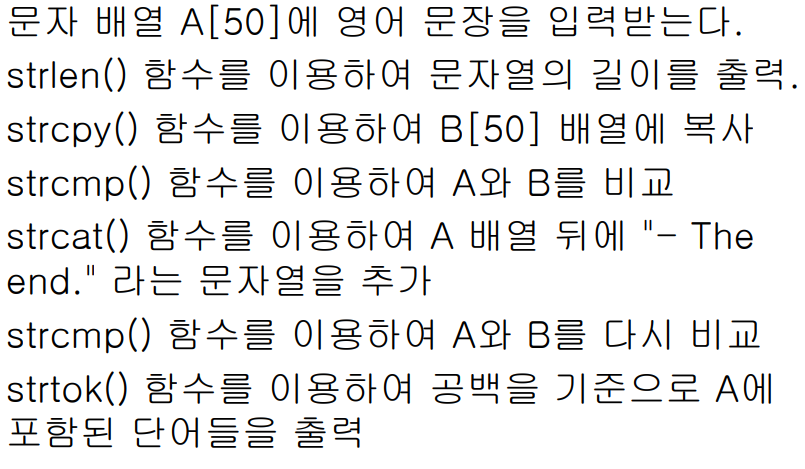 문자 배열 A[50]에 영어 문장을 입력받는다.
strlen() 함수를 이용하여 문자열의 길이를 출력.
strcpy() 함수를 이용하여 B[50] 배열에 복사
strcmp() 함수를 이용하여 A와 B를 비교
strcat() 함수를 이용하여 A 배열 뒤에 "- The
end." 라는 문자열을 추가
strcmp() 함수를 이용하여 A와 B를 다시 비교
strtok() 함수를 이용하여 공백을 기준으로 A에
포함된 단어들을 출력